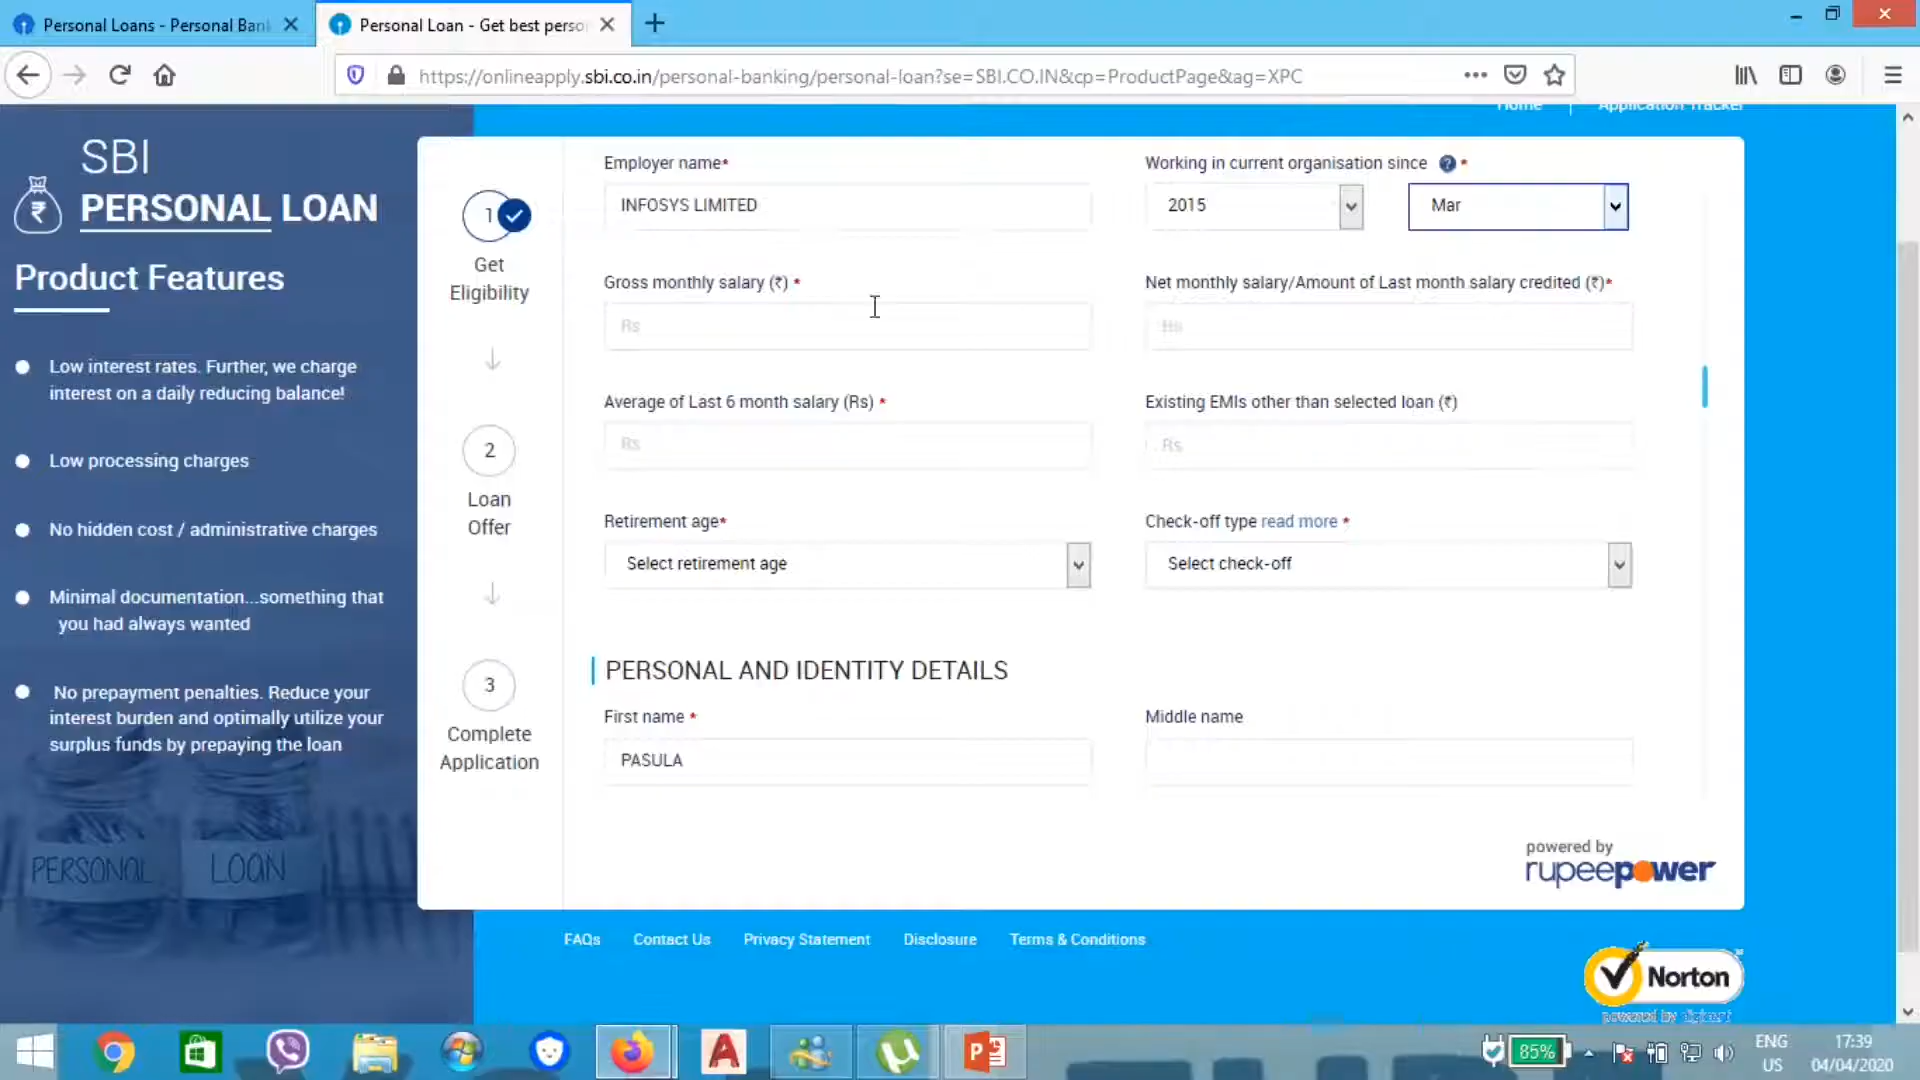 Personal Loans - Personal Ban
Personal Loan - Get best perso
https://onlineapply.sbi.co.in/personal-banking/personal-loan?se=SBI.CO.IN&cp=ProductPage&ag=XPC
Home | Application Tracker
SBI
PERSONAL LOAN
Product Features
Low interest rates. Further, we charge
interest on a daily reducing balance!
Low processing charges
No hidden cost / administrative charges
Minimal documentation...something that
you had always wanted
No prepayment penalties. Reduce your
interest burden and optimally utilize your
surplus funds by prepaying the loan
PERSONAL
LOAN
1
Get
Eligibility
2
Loan
Offer
3
Complete
Application
Employer name*
INFOSYS LIMITED
Working in current organisation since ? *
2015
Mar
Gross monthly salary (₹) *
Rs
Net monthly salary/Amount of Last month salary credited (₹)*
Rs
Average of Last 6 month salary (Rs) *
Rs
Existing EMIs other than selected loan (₹)
Rs
Retirement age*
Select retirement age
Check-off type read more *
Select check-off
PERSONAL AND IDENTITY DETAILS
First name *
PASULA
Middle name
powered by
rupeepower
FAQs
Contact Us
Privacy Statement
Disclosure
Terms & Conditions
Norton
powered by digicert
85%
ENG
US
17:39
04/04/2020